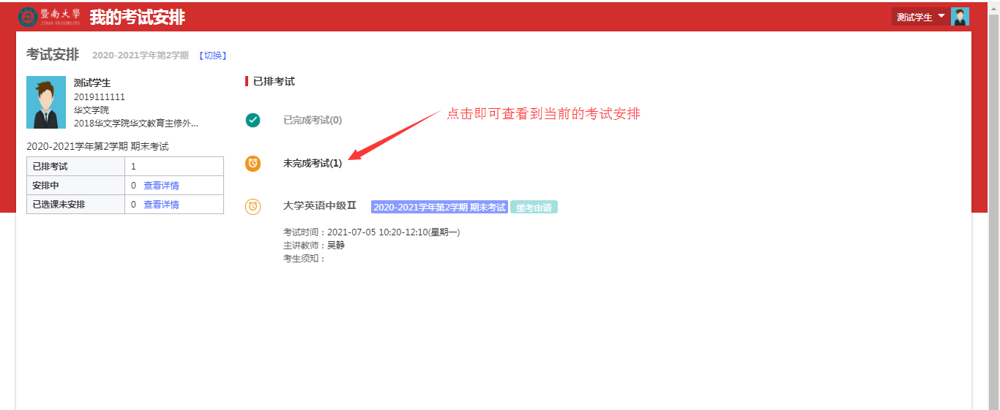 暨南大學
JINAN UNIVERSITY
我的考试安排
测试学生
考试安排 2020-2021学年第2学期 【切换】
测试学生
2019111111
华文学院
2018华文学院华文教育主修外...
2020-2021学年第2学期 期末考试
已排考试 1
安排中 0 查看详情
已选课未安排 0 查看详情
已排考试
已完成考试(0)
点击即可查看到当前的考试安排
未完成考试(1)
大学英语中级Ⅱ 2020-2021学年第2学期 期末考试 缓考申请
考试时间：2021-07-05 10:20-12:10(星期一)
主讲教师：吴静
考生须知：